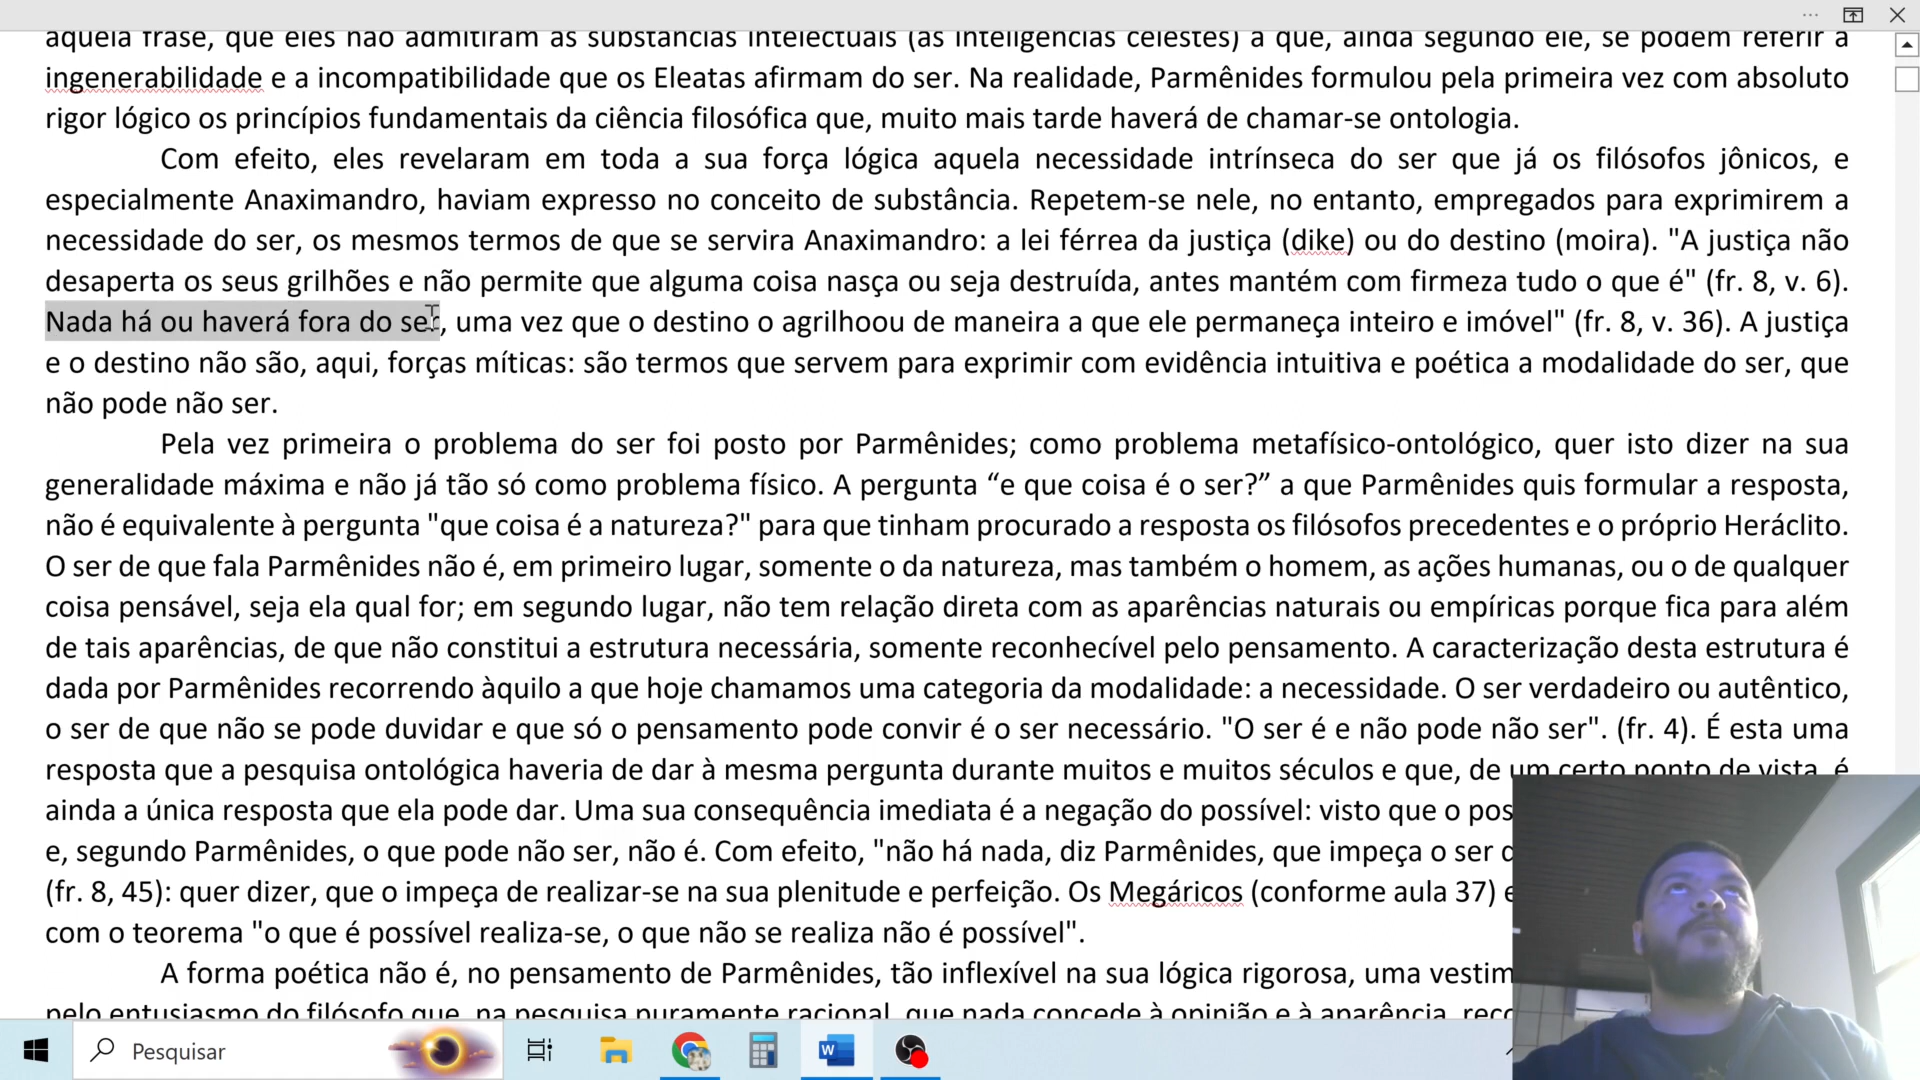 aquela frase, que eles não admitiram as substâncias intelectuais (as inteligências celestes) a que, ainda segundo ele, se podem referir a
ingenerabilidade e a incompatibilidade que os Eleatas afirmam do ser. Na realidade, Parmênides formulou pela primeira vez com absoluto
rigor lógico os princípios fundamentais da ciência filosófica que, muito mais tarde haverá de chamar-se ontologia.
Com efeito, eles revelaram em toda a sua força lógica aquela necessidade intrínseca do ser que já os filósofos jônicos, e
especialmente Anaximandro, haviam expresso no conceito de substância. Repetem-se nele, no entanto, empregados para exprimirem a
necessidade do ser, os mesmos termos de que se servira Anaximandro: a lei férrea da justiça (dike) ou do destino (moira). "A justiça não
desaperta os seus grilhões e não permite que alguma coisa nasça ou seja destruída, antes mantém com firmeza tudo o que é" (fr. 8, v. 6).
Nada há ou haverá fora do ser, uma vez que o destino o agrilhoou de maneira a que ele permaneça inteiro e imóvel" (fr. 8, v. 36). A justiça
e o destino não são, aqui, forças míticas: são termos que servem para exprimir com evidência intuitiva e poética a modalidade do ser, que
não pode não ser.
Pela vez primeira o problema do ser foi posto por Parmênides; como problema metafísico-ontológico, quer isto dizer na sua
generalidade máxima e não já tão só como problema físico. A pergunta “e que coisa é o ser?” a que Parmênides quis formular a resposta,
não é equivalente à pergunta "que coisa é a natureza?" para que tinham procurado a resposta os filósofos precedentes e o próprio Heráclito.
O ser de que fala Parmênides não é, em primeiro lugar, somente o da natureza, mas também o homem, as ações humanas, ou o de qualquer
coisa pensável, seja ela qual for; em segundo lugar, não tem relação direta com as aparências naturais ou empíricas porque fica para além
de tais aparências, de que não constitui a estrutura necessária, somente reconhecível pelo pensamento. A caracterização desta estrutura é
dada por Parmênides recorrendo àquilo a que hoje chamamos uma categoria da modalidade: a necessidade. O ser verdadeiro ou autêntico,
o ser de que não se pode duvidar e que só o pensamento pode convir é o ser necessário. "O ser é e não pode não ser". (fr. 4). É esta uma
resposta que a pesquisa ontológica haveria de dar à mesma pergunta durante muitos e muitos séculos e que, de um certo ponto de vista, é
ainda a única resposta que ela pode dar. Uma sua consequência imediata é a negação do possível: visto que o pos
e, segundo Parmênides, o que pode não ser, não é. Com efeito, "não há nada, diz Parmênides, que impeça o ser
(fr. 8, 45): quer dizer, que o impeça de realizar-se na sua plenitude e perfeição. Os Megáricos (conforme aula 37)
com o teorema "o que é possível realiza-se, o que não se realiza não é possível".
A forma poética não é, no pensamento de Parmênides, tão inflexível na sua lógica rigorosa, uma vestim
pelo entusiasmo do filósofo que, na pesquisa puramente racional, que nada concede à opinião e à aparência,
Pesquisar